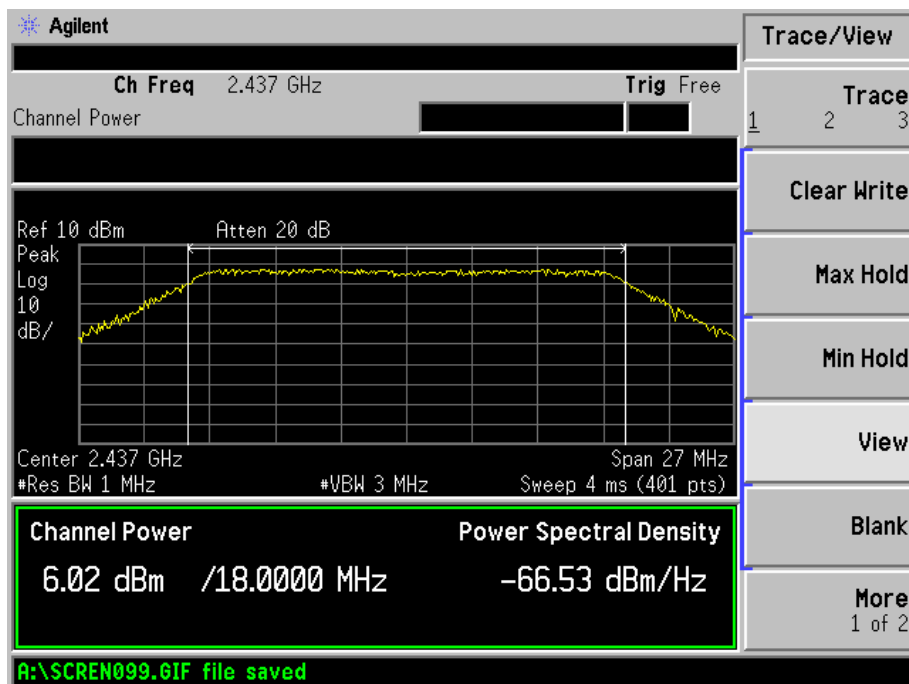 Agilent
Trace/View
Ch Freq 2.437 GHz Trig Free
Channel Power
Trace
1 2 3
Clear Write
Max Hold
Min Hold
View
Blank
More
1 of 2
Ref 10 dBm Atten 20 dB
Peak
Log
10
dB/
Center 2.437 GHz Span 27 MHz
#Res BW 1 MHz #VBW 3 MHz Sweep 4 ms (401 pts)
Channel Power Power Spectral Density
6.02 dBm /18.0000 MHz -66.53 dBm/Hz
A:\SCREN099.GIF file saved